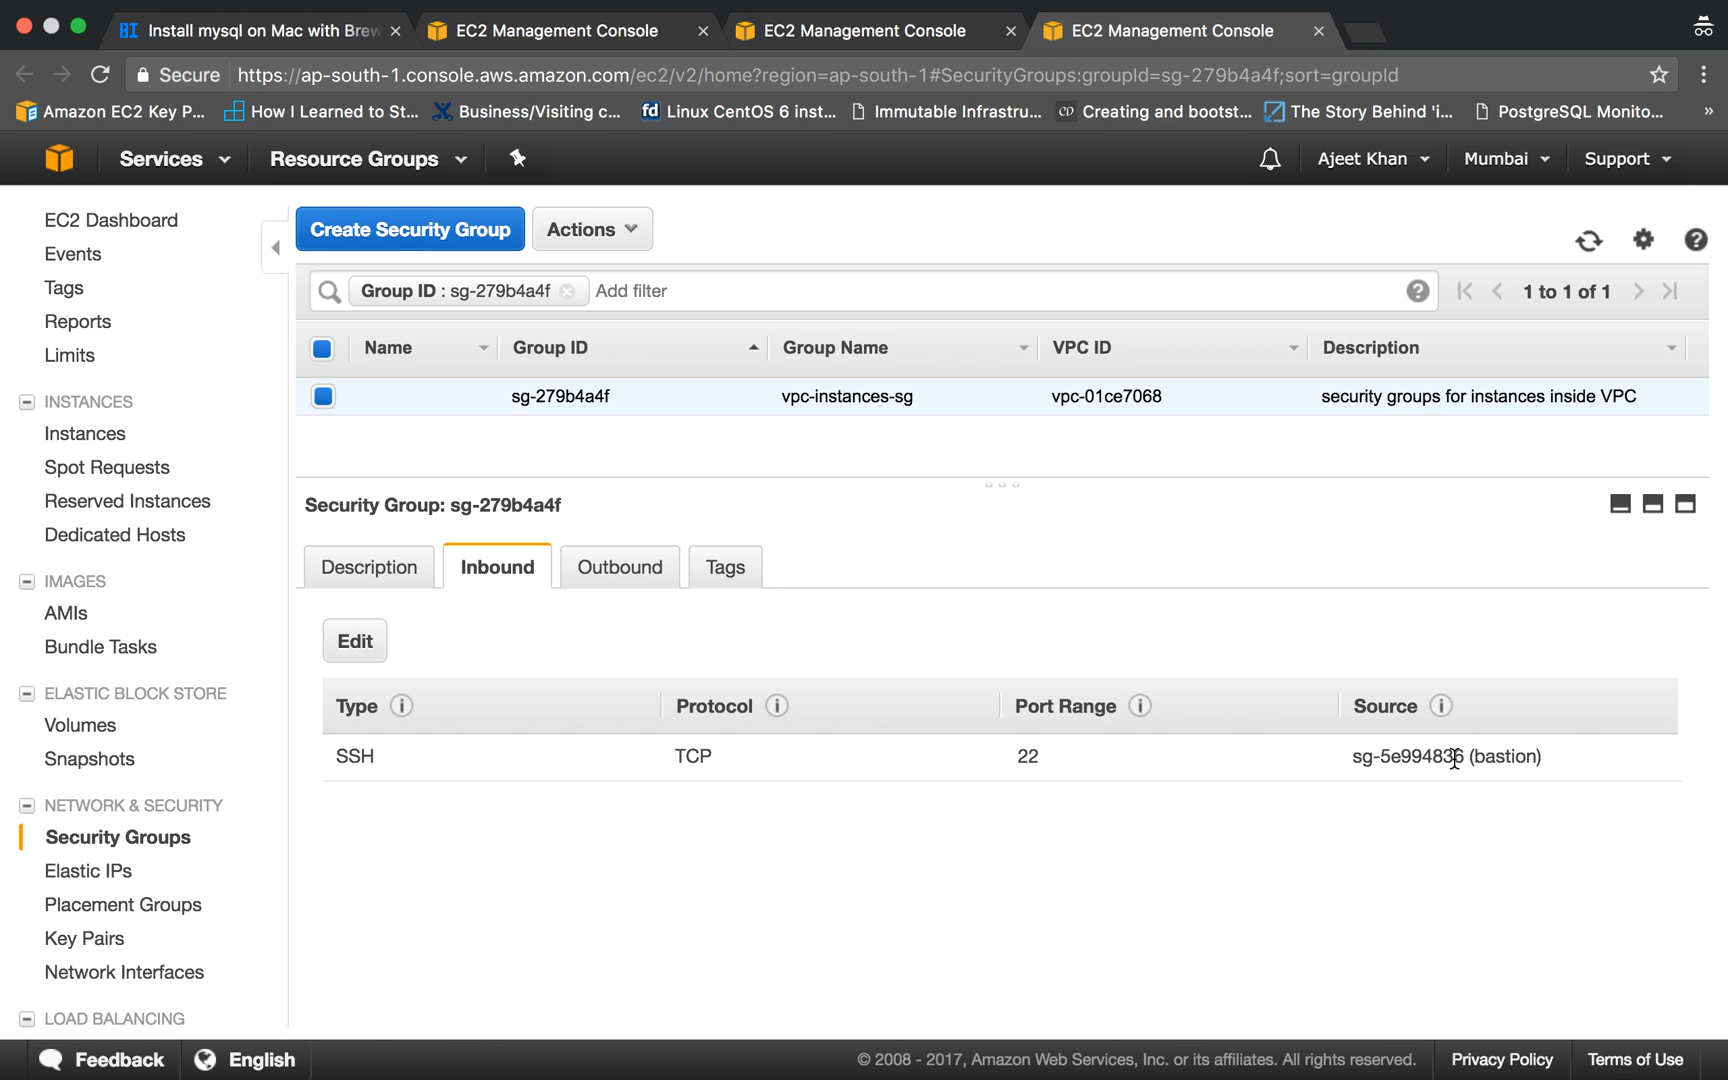 Install mysql on Mac with Brew
EC2 Management Console
EC2 Management Console
EC2 Management Console
Secure https://ap-south-1.console.aws.amazon.com/ec2/v2/home?region=ap-south-1#SecurityGroups:groupId=sg-279b4a4f;sort=groupId
Amazon EC2 Key P...
How I Learned to St...
Business/Visiting c...
fd Linux CentOS 6 inst...
Immutable Infrastru...
Creating and bootst...
The Story Behind 'i...
PostgreSQL Monito...
»
Services
Resource Groups
Ajeet Khan
Mumbai
Support
EC2 Dashboard
Events
Tags
Reports
Limits
INSTANCES
Instances
Spot Requests
Reserved Instances
Dedicated Hosts
IMAGES
AMIs
Bundle Tasks
ELASTIC BLOCK STORE
Volumes
Snapshots
NETWORK & SECURITY
Security Groups
Elastic IPs
Placement Groups
Key Pairs
Network Interfaces
LOAD BALANCING
Create Security Group
Actions
Group ID : sg-279b4a4f
Add filter
1 to 1 of 1
Name Group ID Group Name VPC ID Description
sg-279b4a4f vpc-instances-sg vpc-01ce7068 security groups for instances inside VPC
Security Group: sg-279b4a4f
Description Inbound Outbound Tags
Edit
Type Protocol Port Range Source
SSH TCP 22 sg-5e994836 (bastion)
Feedback
English
© 2008 - 2017, Amazon Web Services, Inc. or its affiliates. All rights reserved.
Privacy Policy
Terms of Use